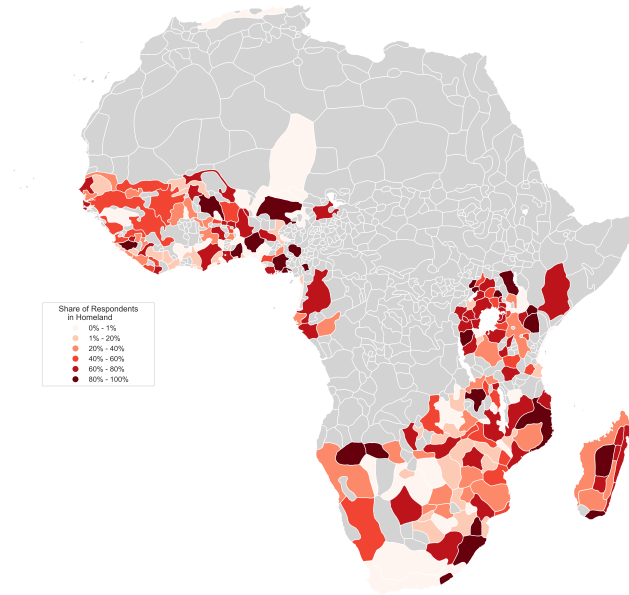 Share of Respondents
in Homeland
0% - 1%
1% - 20%
20% - 40%
40% - 60%
60% - 80%
80% - 100%